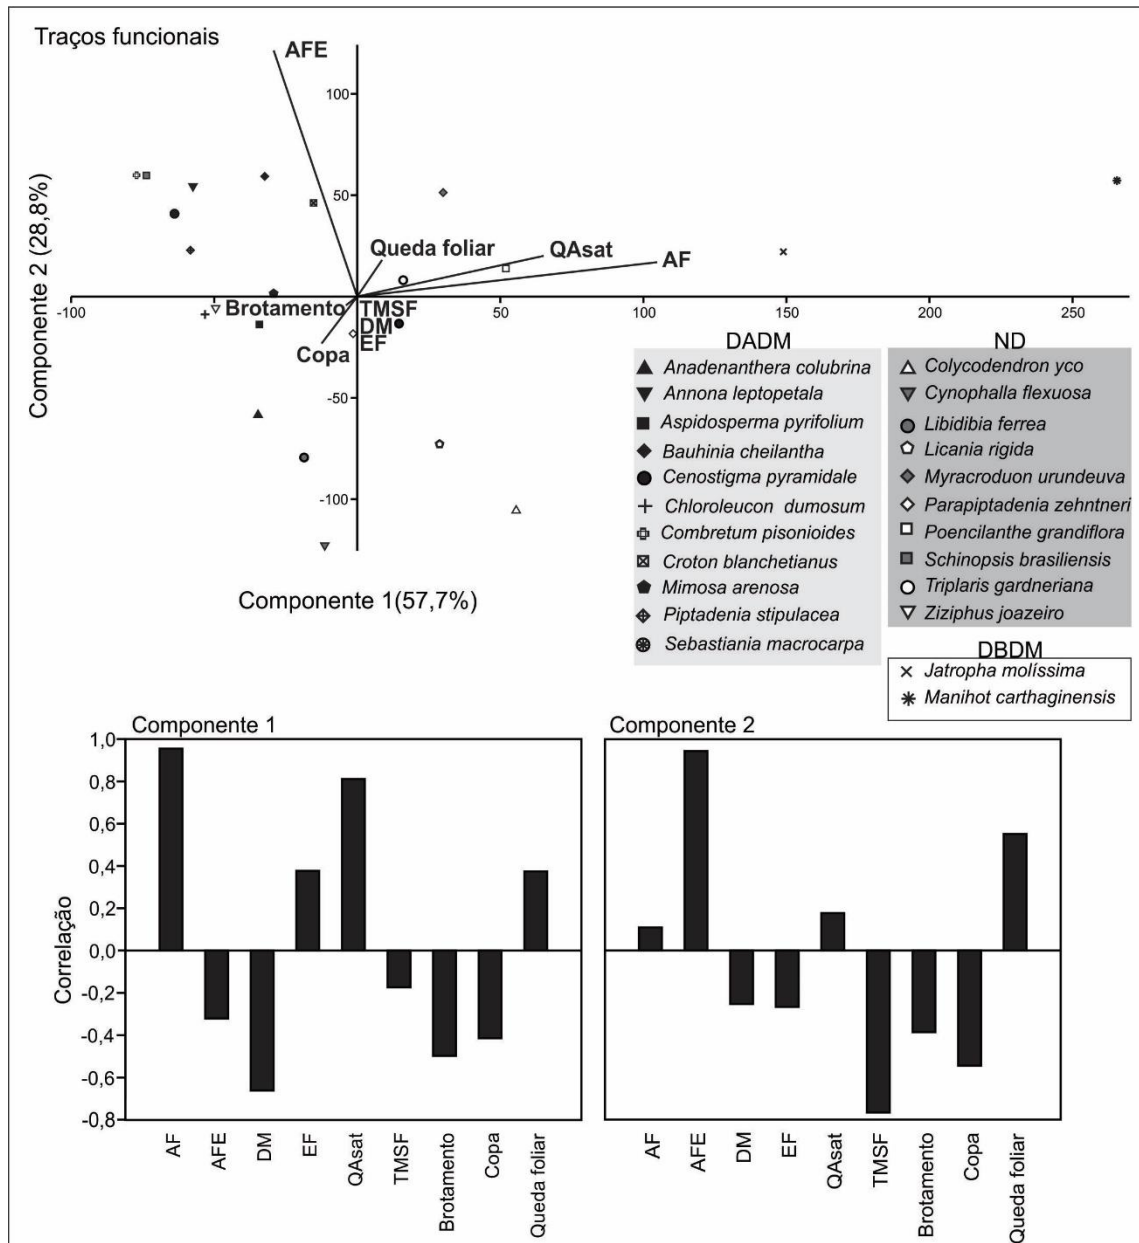 Traços funcionais
AFE
100
Componente 2 (28,8%)
50
Queda foliar
QAsat
AF
-100
Brotamento
TMSF
50
100
150
200
250
DM
Copa
EF
-50
-100
Componente 1(57,7%)
DADM
Anadenanthera colubrina
Annona leptopetala
Aspidosperma pyrifolium
Bauhinia cheilantha
Cenostigma pyramidale
Chloroleucon dumosum
Combretum pisonioides
Croton blanchetianus
Mimosa arenosa
Piptadenia stipulacea
Sebastiania macrocarpa
ND
Colycodendron yco
Cynophalla flexuosa
Libidibia ferrea
Licania rigida
Myracroduon urundeuva
Parapiptadenia zehntneri
Poencilanthe grandiflora
Schinopsis brasiliensis
Triplaris gardneriana
Ziziphus joazeiro
DBDM
Jatropha molíssima
Manihot carthaginensis
Componente 1
1,0
0,8
0,6
0,4
0,2
0,0
-0,2
-0,4
-0,6
-0,8
Correlação
AF
AFE
DM
EF
QAsat
TMSF
Brotamento
Copa
Queda foliar
Componente 2
AF
AFE
DM
EF
QAsat
TMSF
Brotamento
Copa
Queda foliar